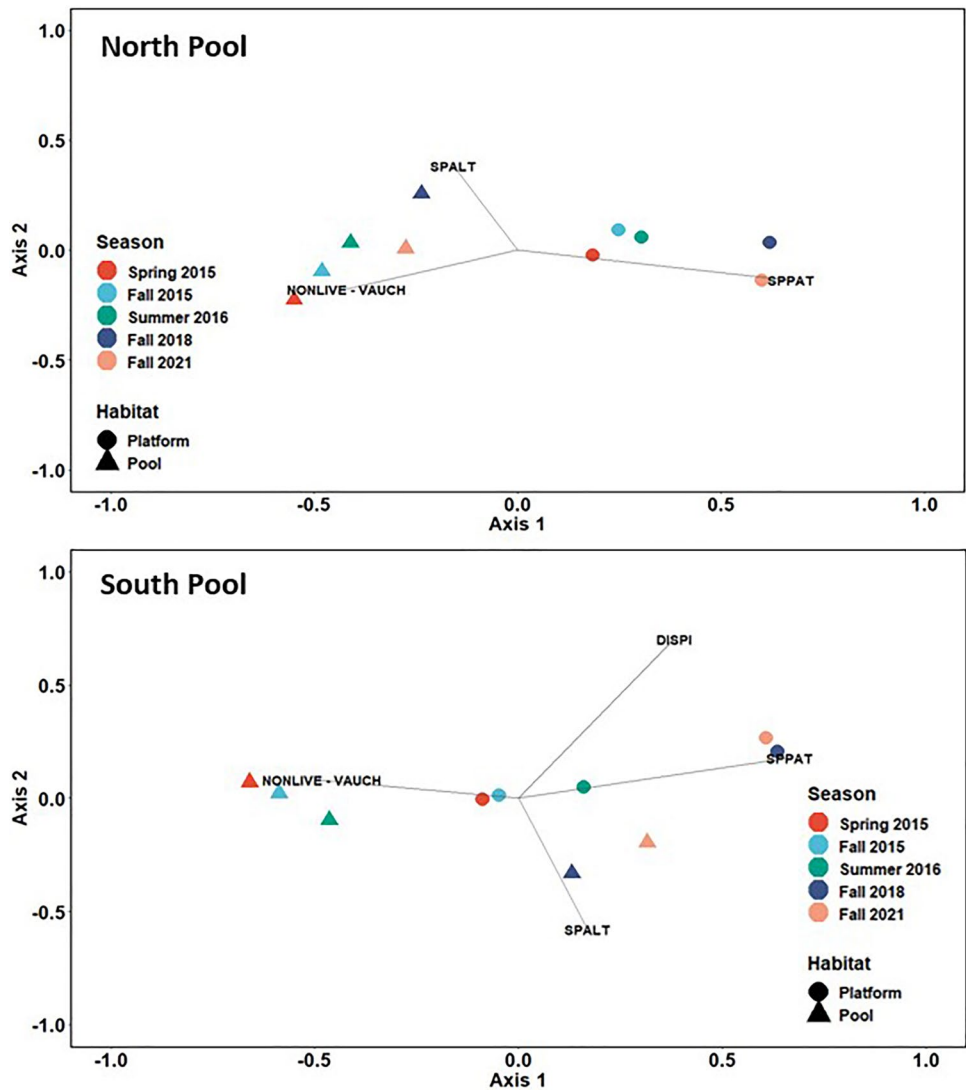 North Pool
1.0
0.5
0.0
-0.5
-1.0
Axis 2
SPALT
NONLIVE - VAUCH
SPPAT
Season
Spring 2015
Fall 2015
Summer 2016
Fall 2018
Fall 2021
Habitat
Platform
Pool
-1.0 -0.5 0.0 0.5 1.0
Axis 1
South Pool
1.0
0.5
0.0
-0.5
-1.0
Axis 2
DISPI
SPPAT
NONLIVE - VAUCH
SPALT
Season
Spring 2015
Fall 2015
Summer 2016
Fall 2018
Fall 2021
Habitat
Platform
Pool
-1.0 -0.5 0.0 0.5 1.0
Axis 1